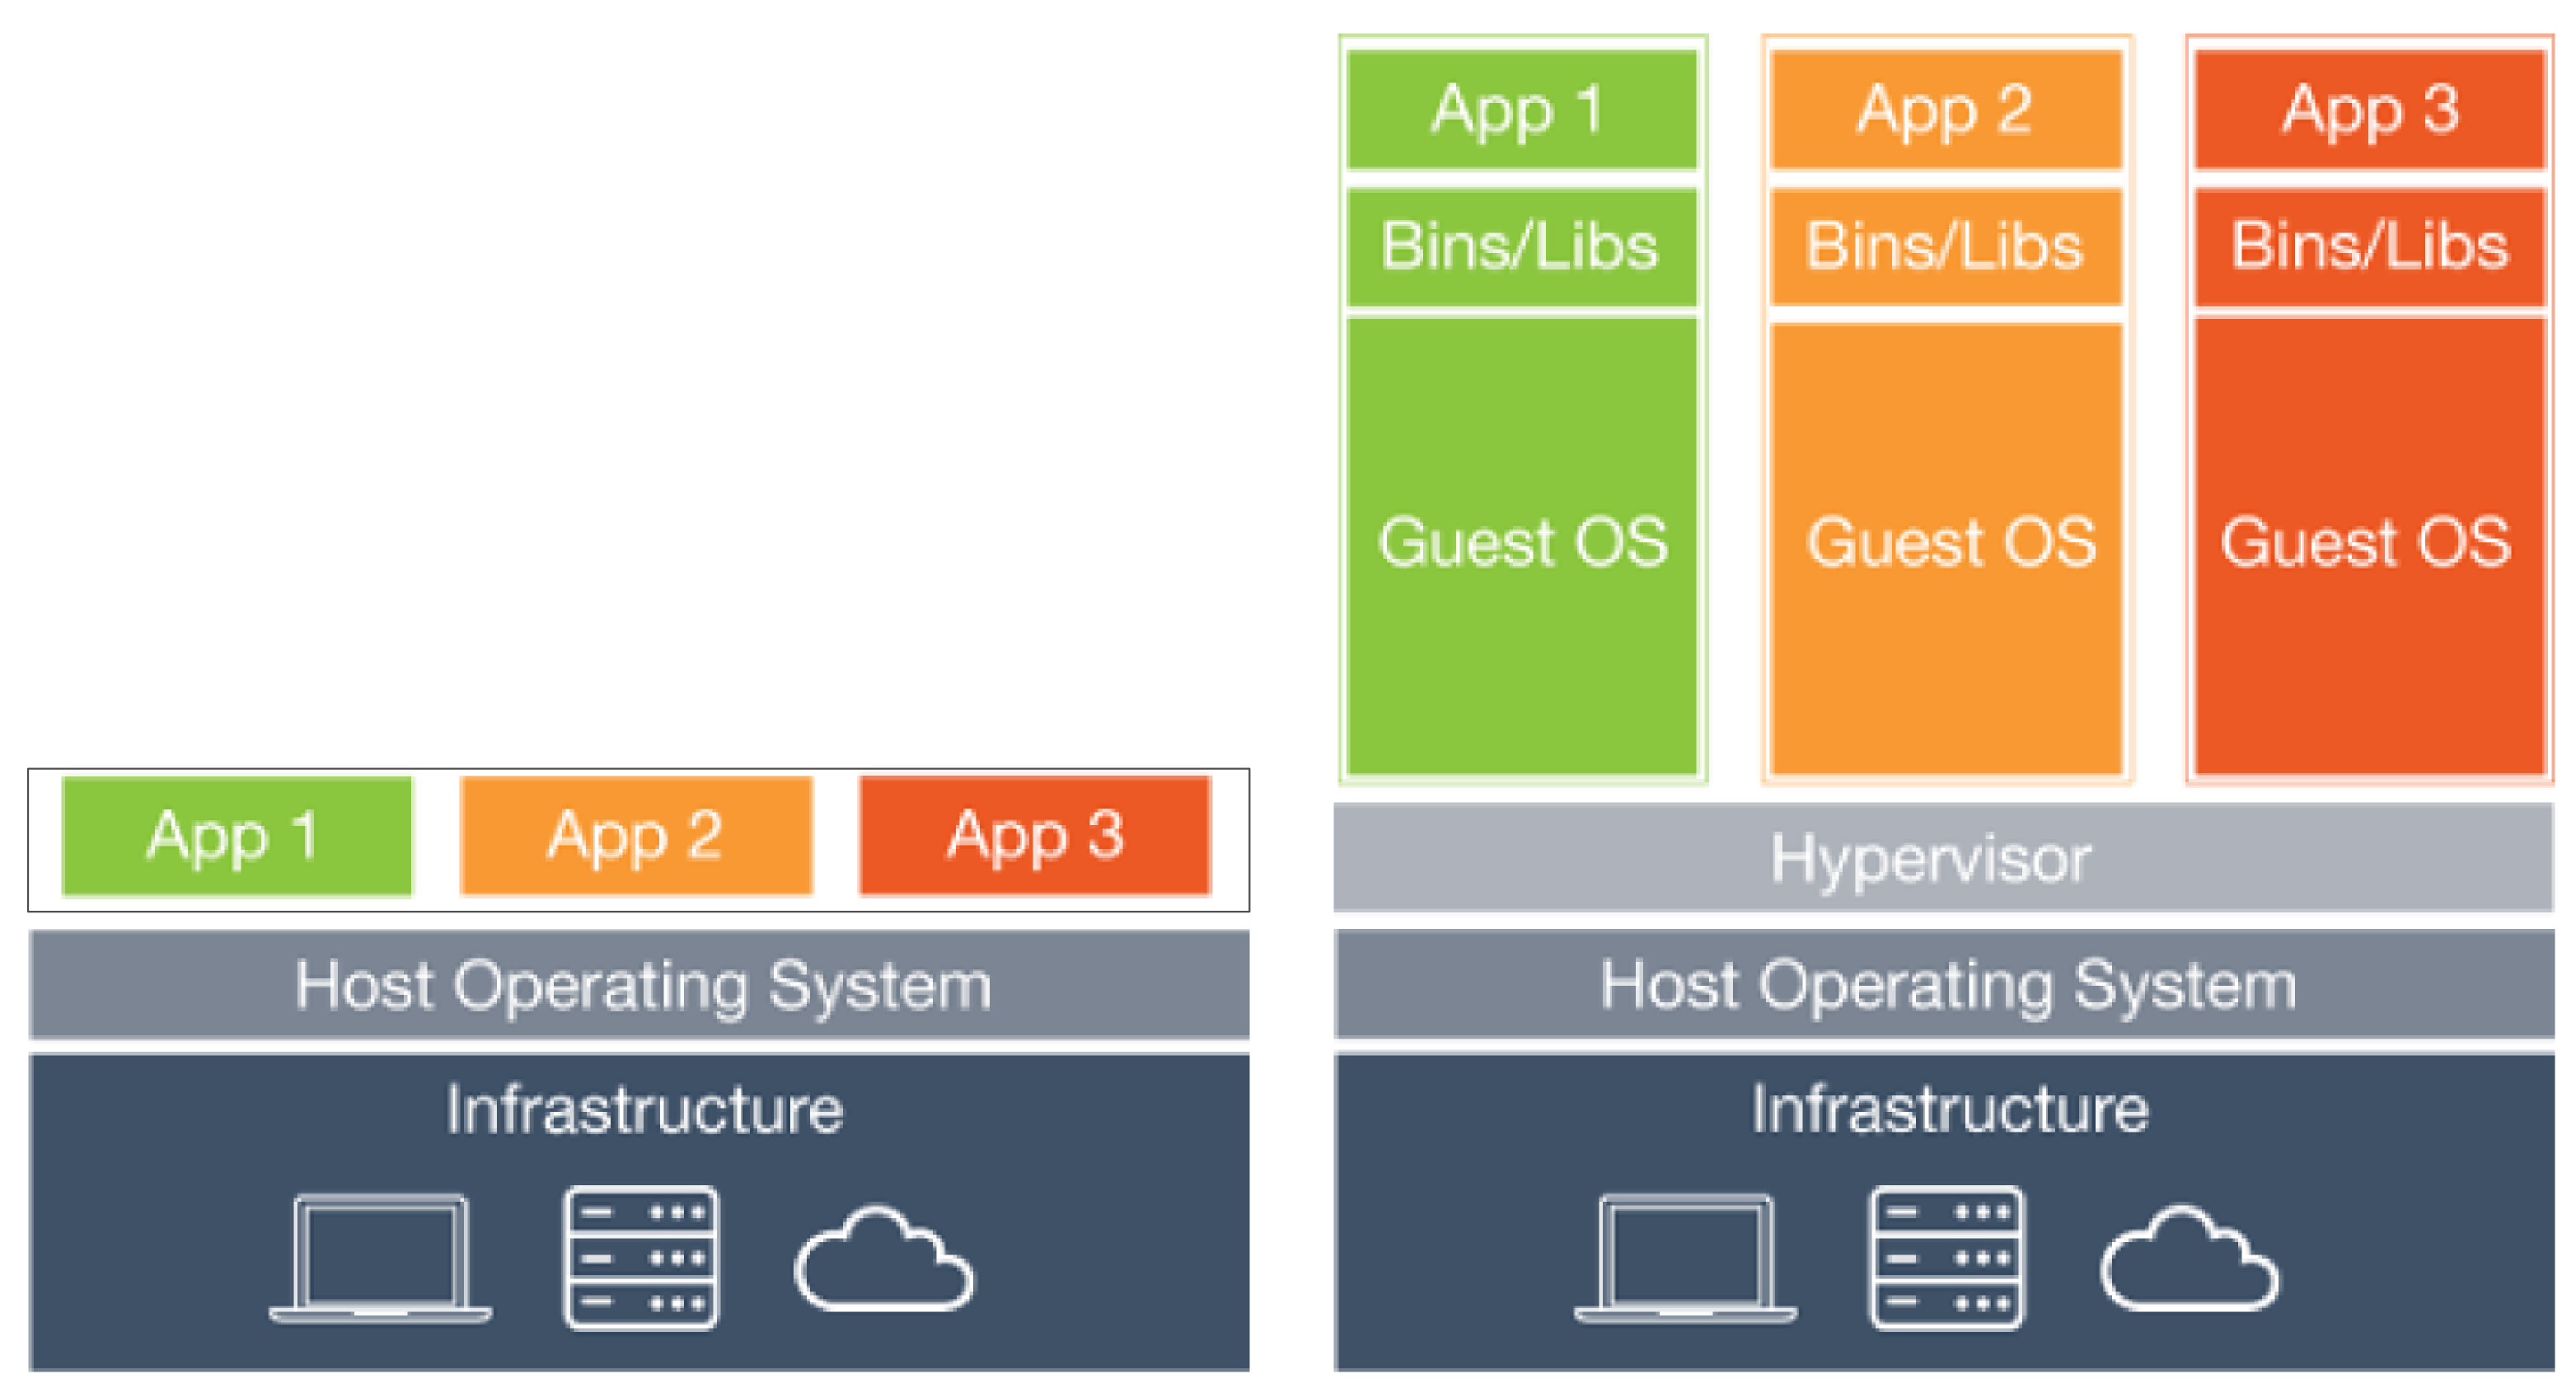 App 1
App 2
App 3
Host Operating System
Infrastructure
App 1
App 2
App 3
Bins/Libs
Bins/Libs
Bins/Libs
Guest OS
Guest OS
Guest OS
Hypervisor
Host Operating System
Infrastructure